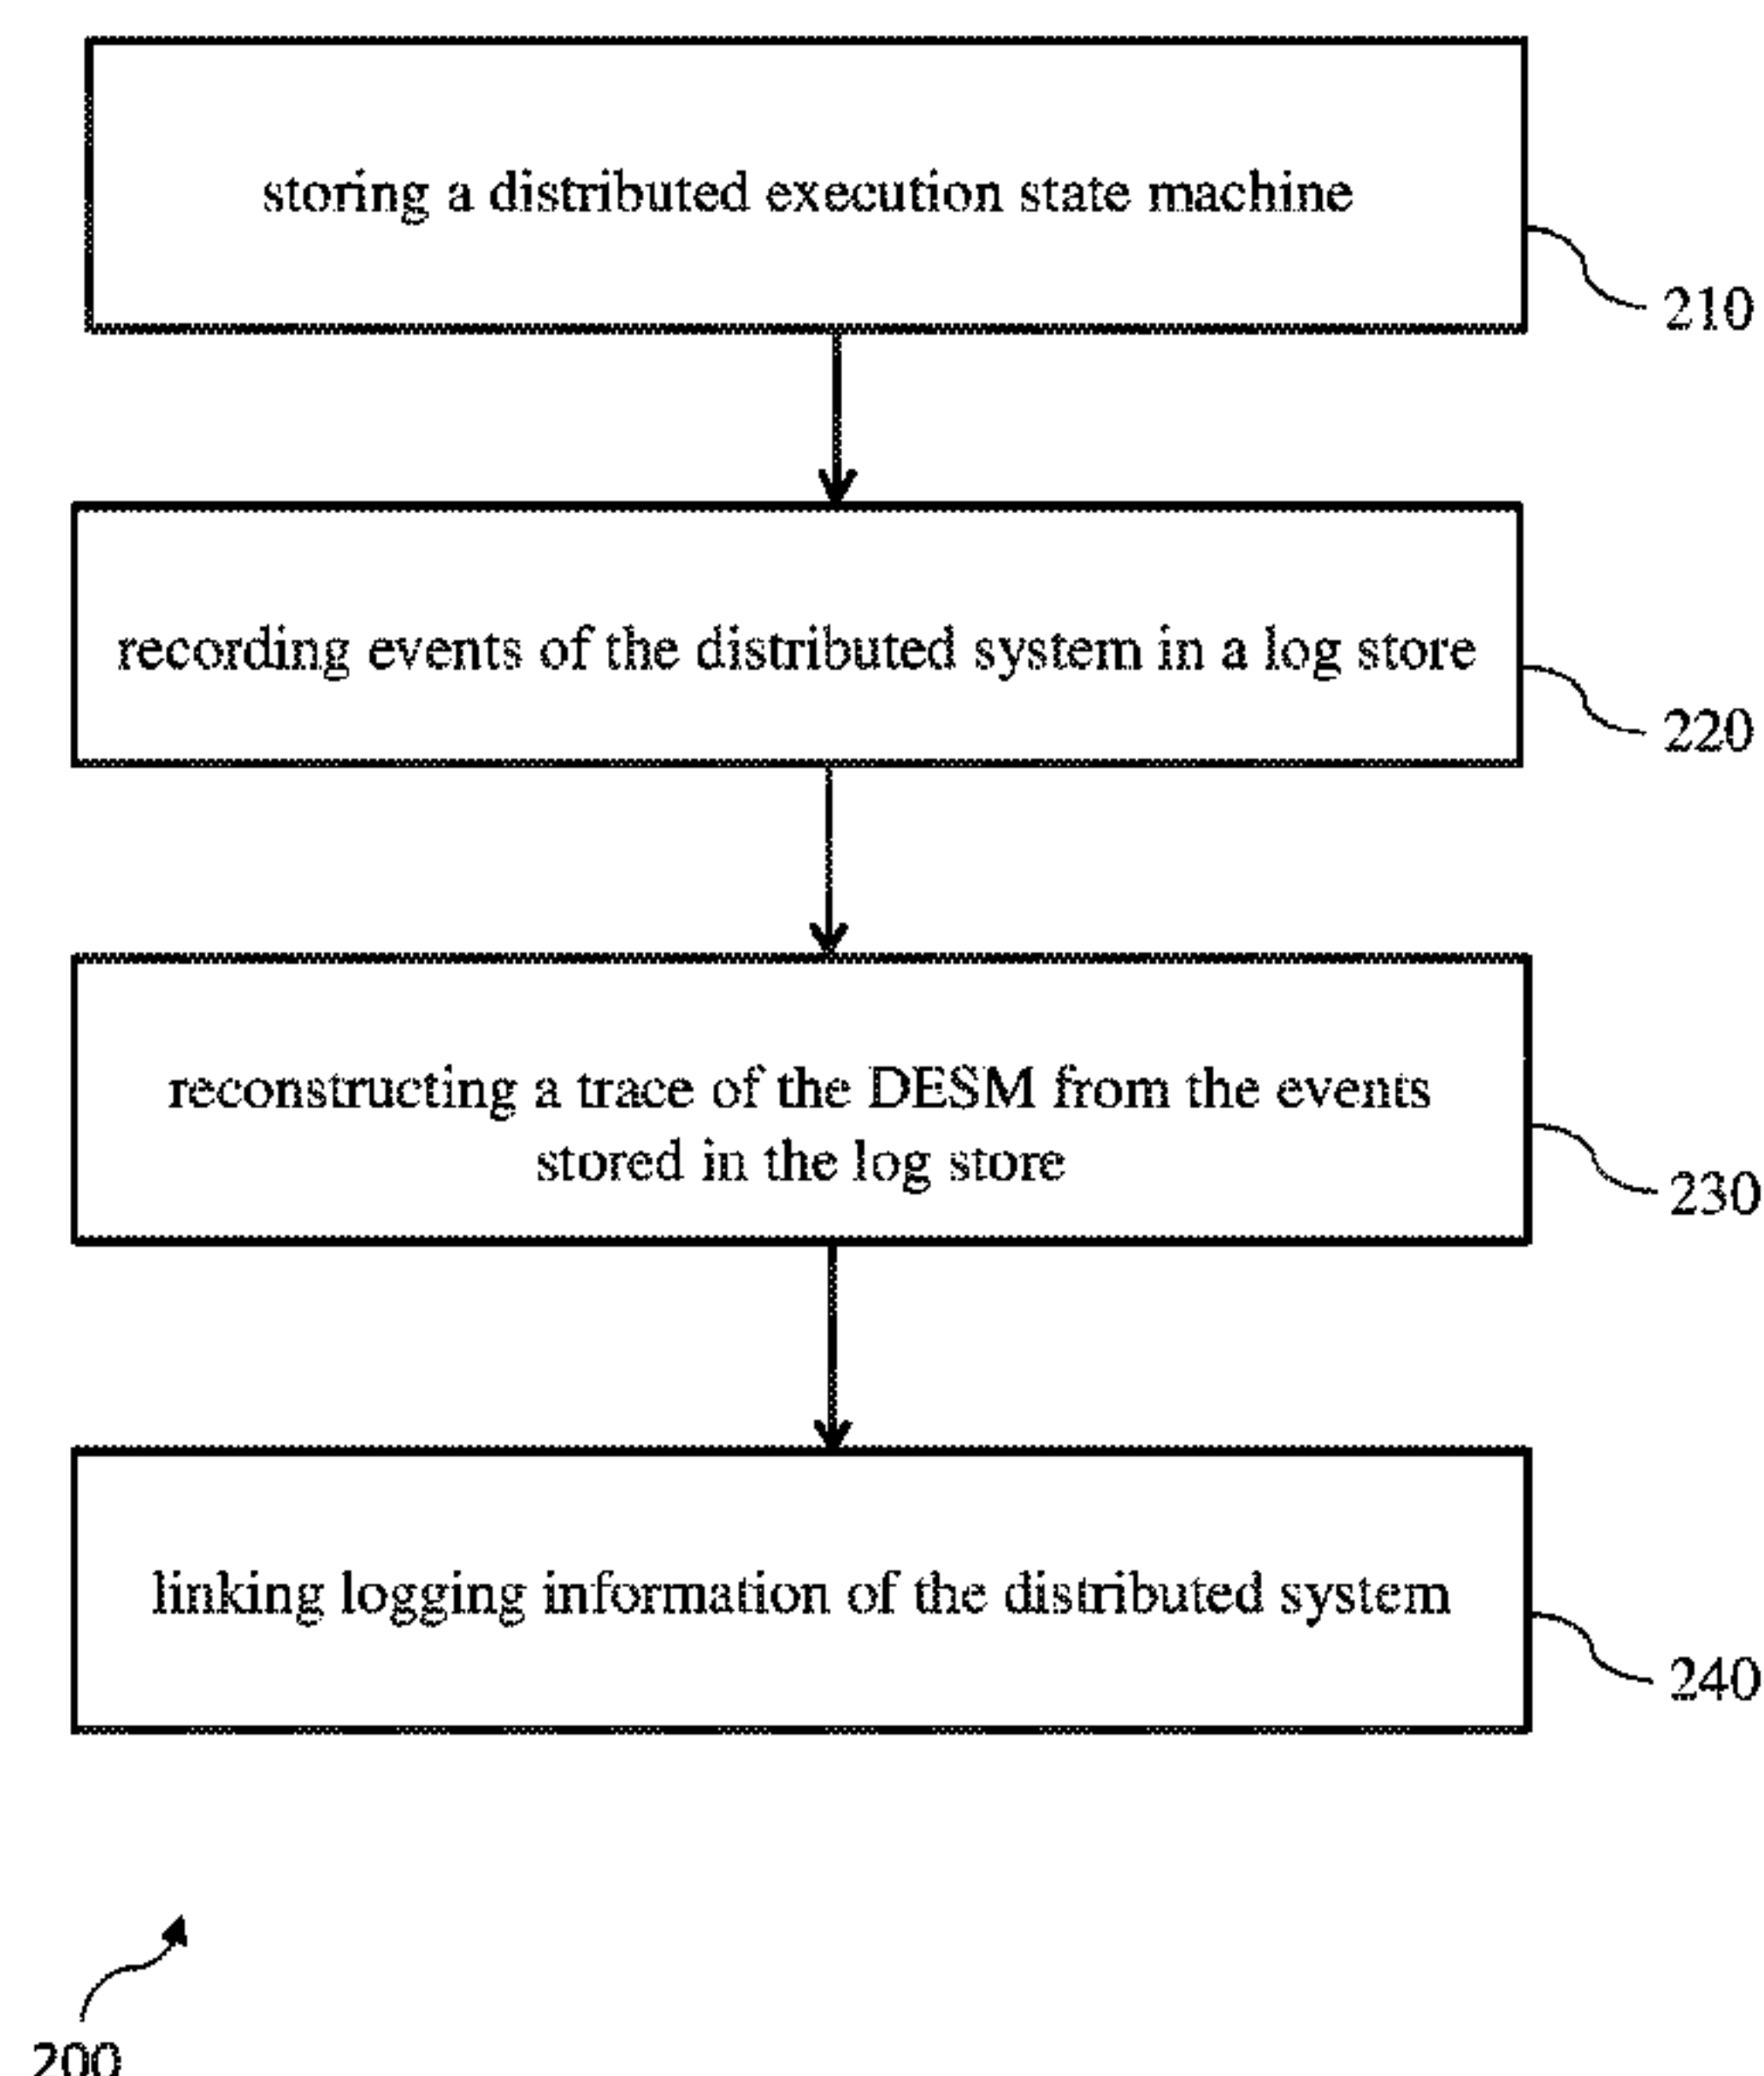 storing a distributed execution state machine
210
recording events of the distributed system in a log store
220
reconstructing a trace of the DESM from the events
stored in the log store
230
linking logging information of the distributed system
240
200